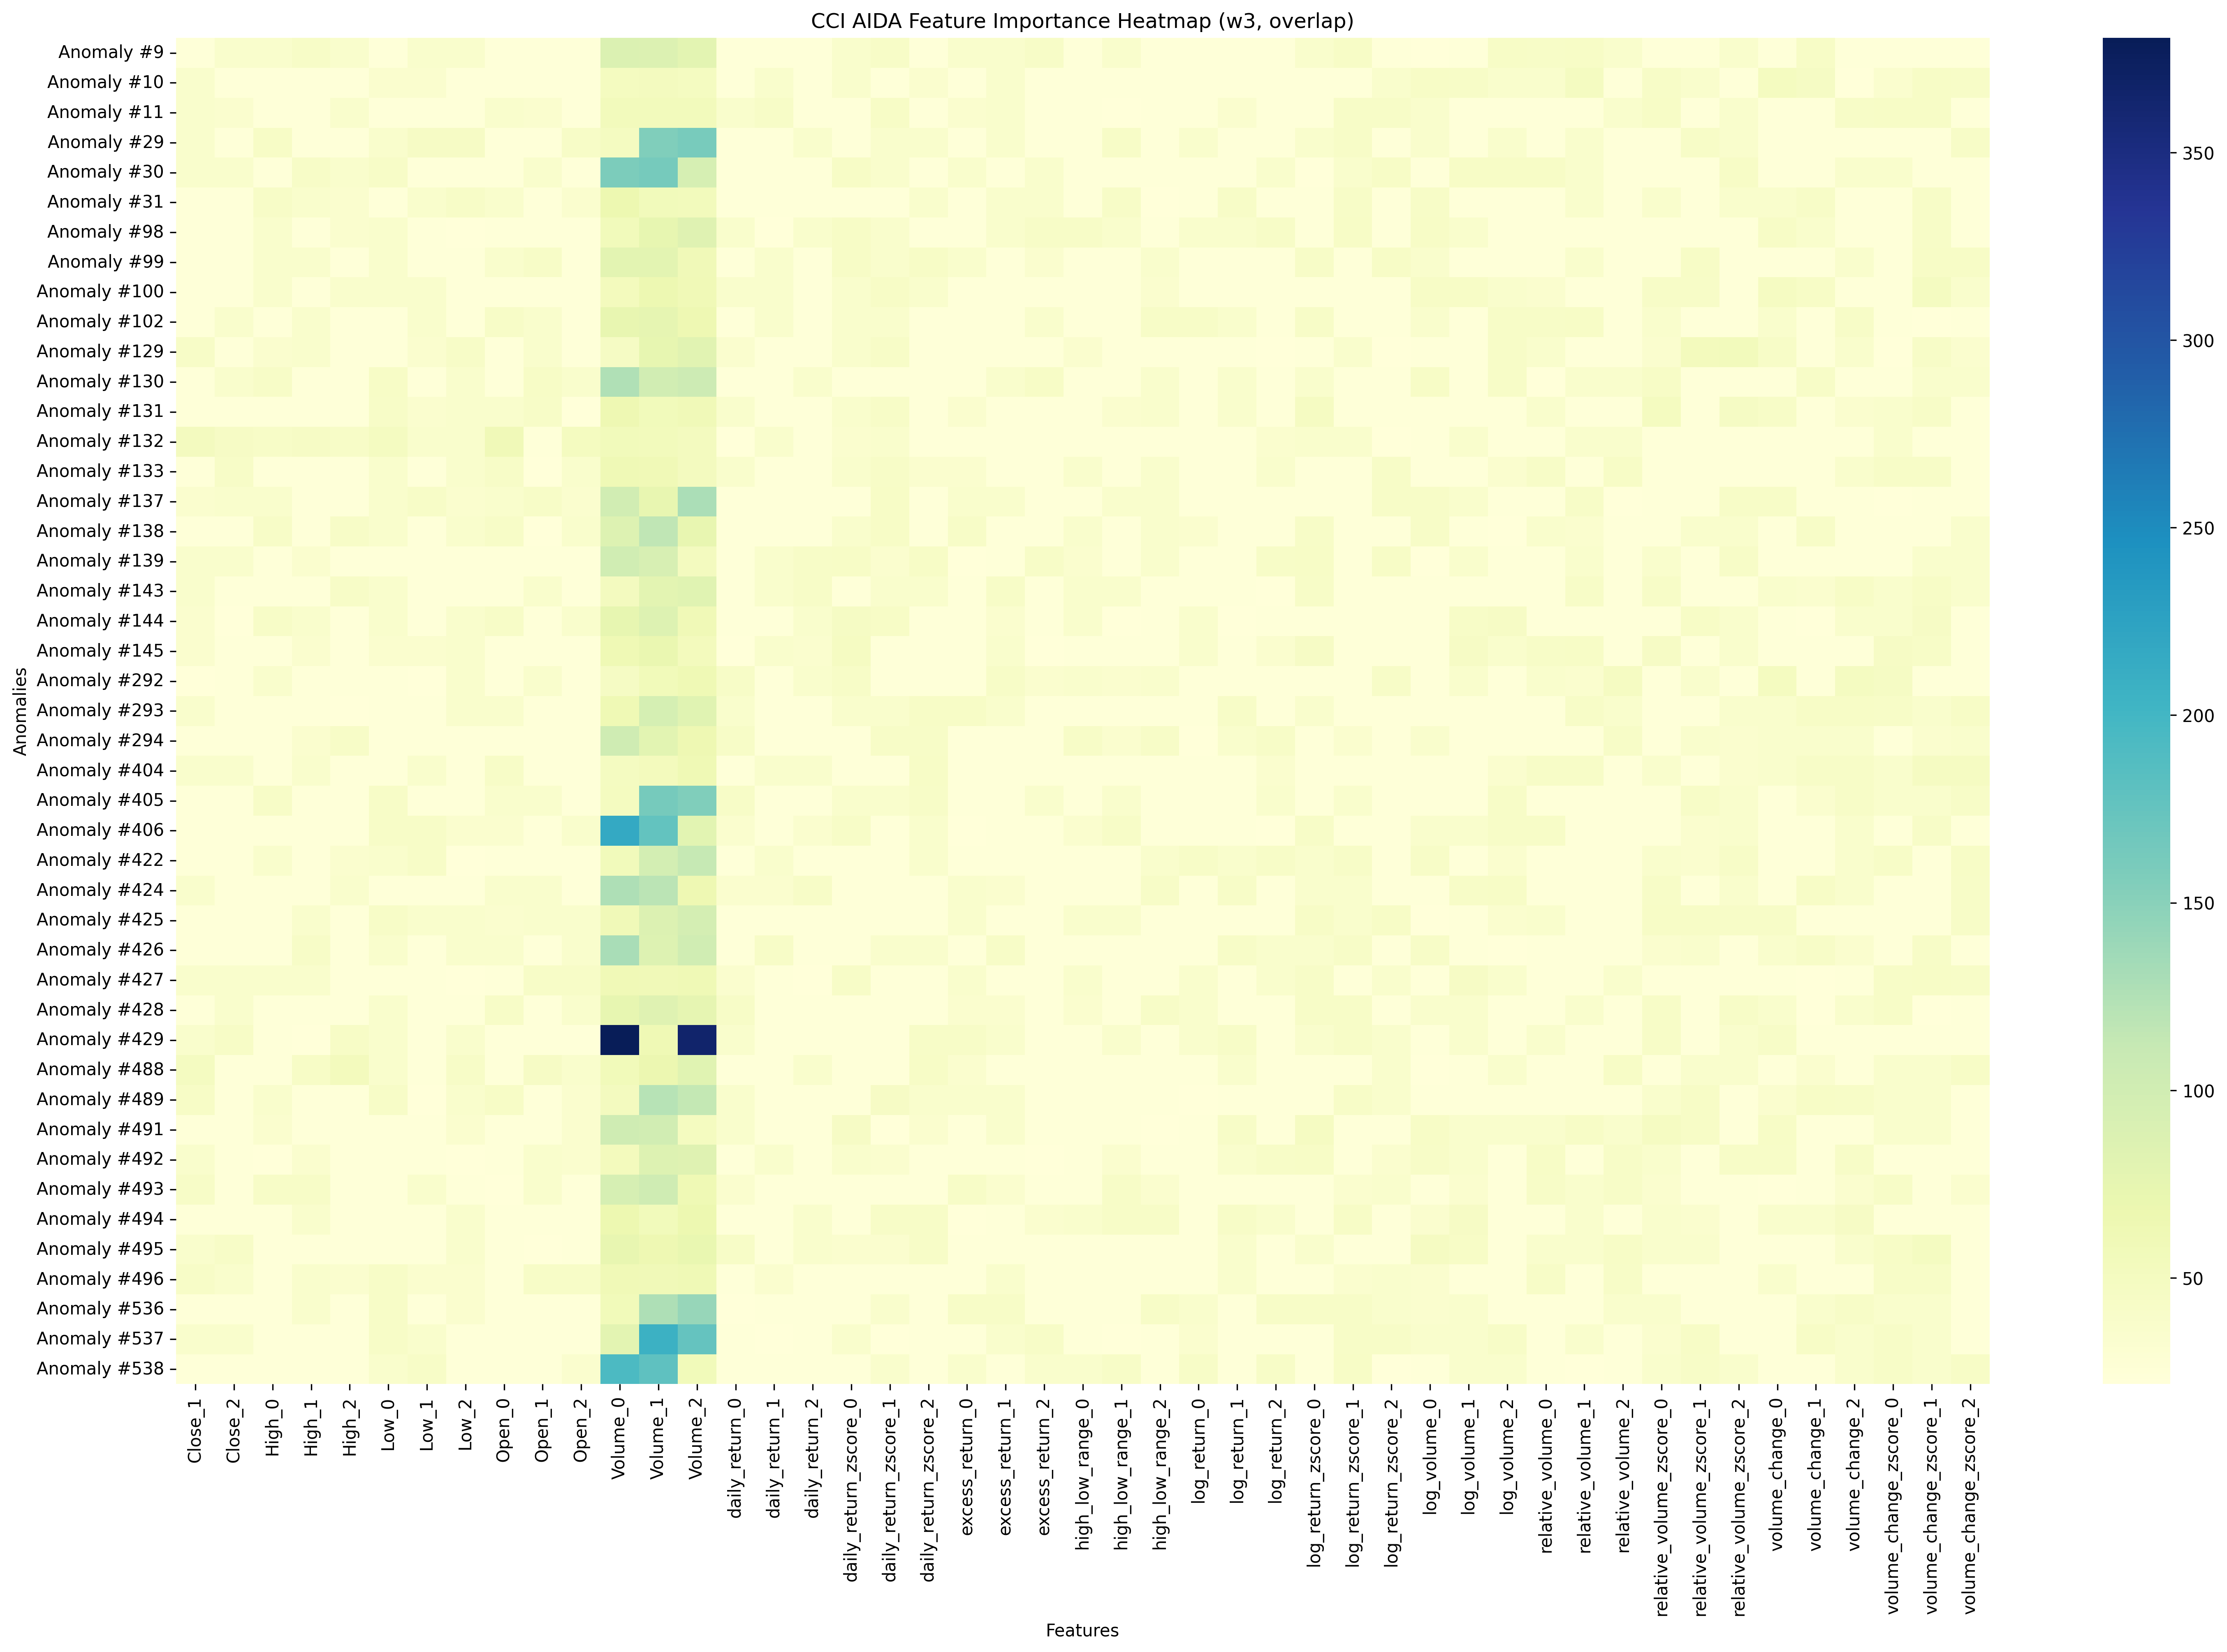 CCI AIDA Feature Importance Heatmap (w3, overlap)
Anomalies
Anomaly #9
Anomaly #10
Anomaly #11
Anomaly #29
Anomaly #30
Anomaly #31
Anomaly #98
Anomaly #99
Anomaly #100
Anomaly #102
Anomaly #129
Anomaly #130
Anomaly #131
Anomaly #132
Anomaly #133
Anomaly #137
Anomaly #138
Anomaly #139
Anomaly #143
Anomaly #144
Anomaly #145
Anomaly #292
Anomaly #293
Anomaly #294
Anomaly #404
Anomaly #405
Anomaly #406
Anomaly #422
Anomaly #424
Anomaly #425
Anomaly #426
Anomaly #427
Anomaly #428
Anomaly #429
Anomaly #488
Anomaly #489
Anomaly #491
Anomaly #492
Anomaly #493
Anomaly #494
Anomaly #495
Anomaly #496
Anomaly #536
Anomaly #537
Anomaly #538
Close_1
Close_2
High_0
High_1
High_2
Low_0
Low_1
Low_2
Open_0
Open_1
Open_2
Volume_0
Volume_1
Volume_2
daily_return_0
daily_return_1
daily_return_2
daily_return_zscore_0
daily_return_zscore_1
daily_return_zscore_2
excess_return_0
excess_return_1
excess_return_2
high_low_range_0
high_low_range_1
high_low_range_2
log_return_0
log_return_1
log_return_2
log_return_zscore_0
log_return_zscore_1
log_return_zscore_2
log_volume_0
log_volume_1
log_volume_2
relative_volume_0
relative_volume_1
relative_volume_2
relative_volume_zscore_0
relative_volume_zscore_1
relative_volume_zscore_2
volume_change_0
volume_change_1
volume_change_2
volume_change_zscore_0
volume_change_zscore_1
volume_change_zscore_2
Features
350
300
250
200
150
100
50